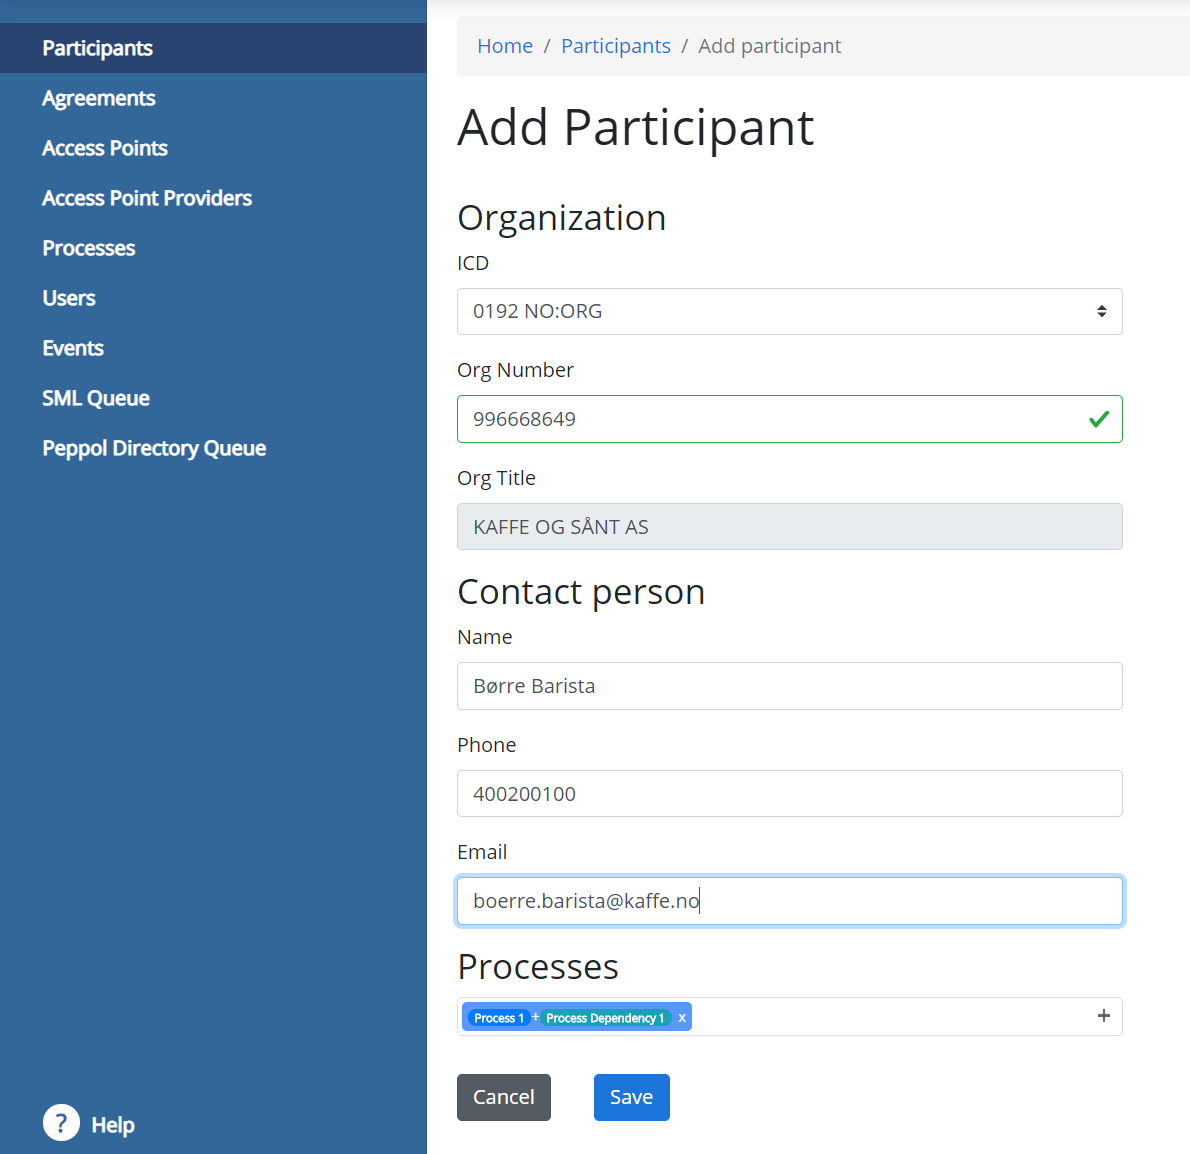 Participants
Agreements
Access Points
Access Point Providers
Processes
Users
Events
SML Queue
Peppol Directory Queue
? Help
Home / Participants / Add participant
Add Participant
Organization
ICD
0192 NO:ORG
Org Number
996668649
Org Title
KAFFE OG SÅNT AS
Contact person
Name
Børre Barista
Phone
400200100
Email
boerre.barista@kaffe.no
Processes
Process 1 + Process Dependency 1 x +
Cancel Save